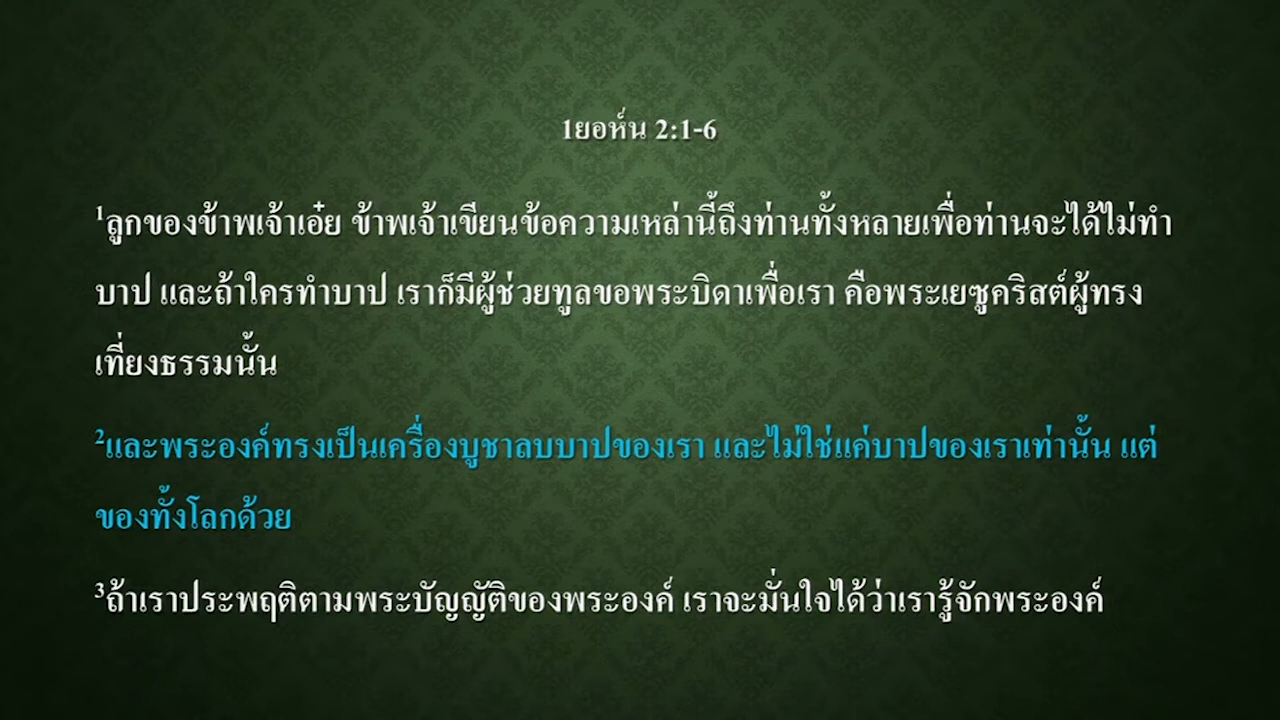 1ยอห์น 2:1-6
¹ลูกของข้าพเจ้าเอ๋ย ข้าพเจ้าเขียนข้อความเหล่านี้ถึงท่านทั้งหลายเพื่อท่านจะได้ไม่ทำ
บาป และถ้าใครทำบาป เราก็มีผู้ช่วยทูลขอพระบิดาเพื่อเรา คือพระเยซูคริสต์ผู้ทรง
เที่ยงธรรมนั้น
²และพระองค์ทรงเป็นเครื่องบูชาลบบาปของเรา และไม่ใช่แค่บาปของเราเท่านั้น แต่
ของทั้งโลกด้วย
³ถ้าเราประพฤติตามพระบัญญัติของพระองค์ เราจะมั่นใจได้ว่าเรารู้จักพระองค์